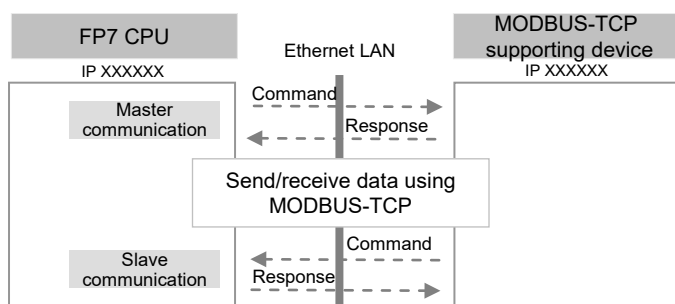 FP7 CPU
Ethernet LAN
MODBUS-TCP
supporting device
IP XXXXXX
IP XXXXXX
Master
communication
Command
Response
Send/receive data using
MODBUS-TCP
Slave
communication
Command
Response